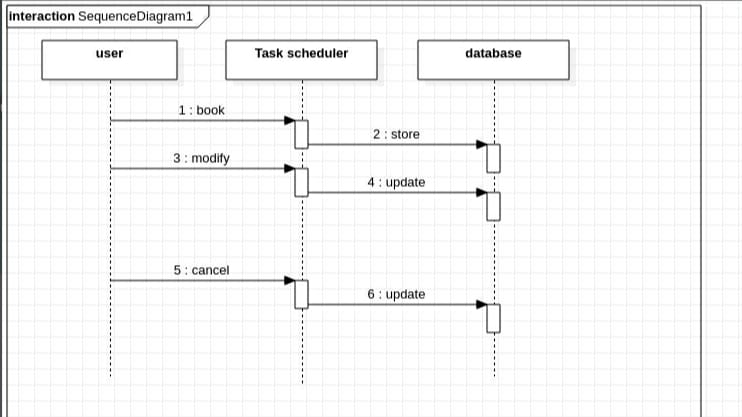 interaction SequenceDiagram1
user
Task scheduler
database
1 : book
2 : store
3 : modify
4 : update
5 : cancel
6 : update